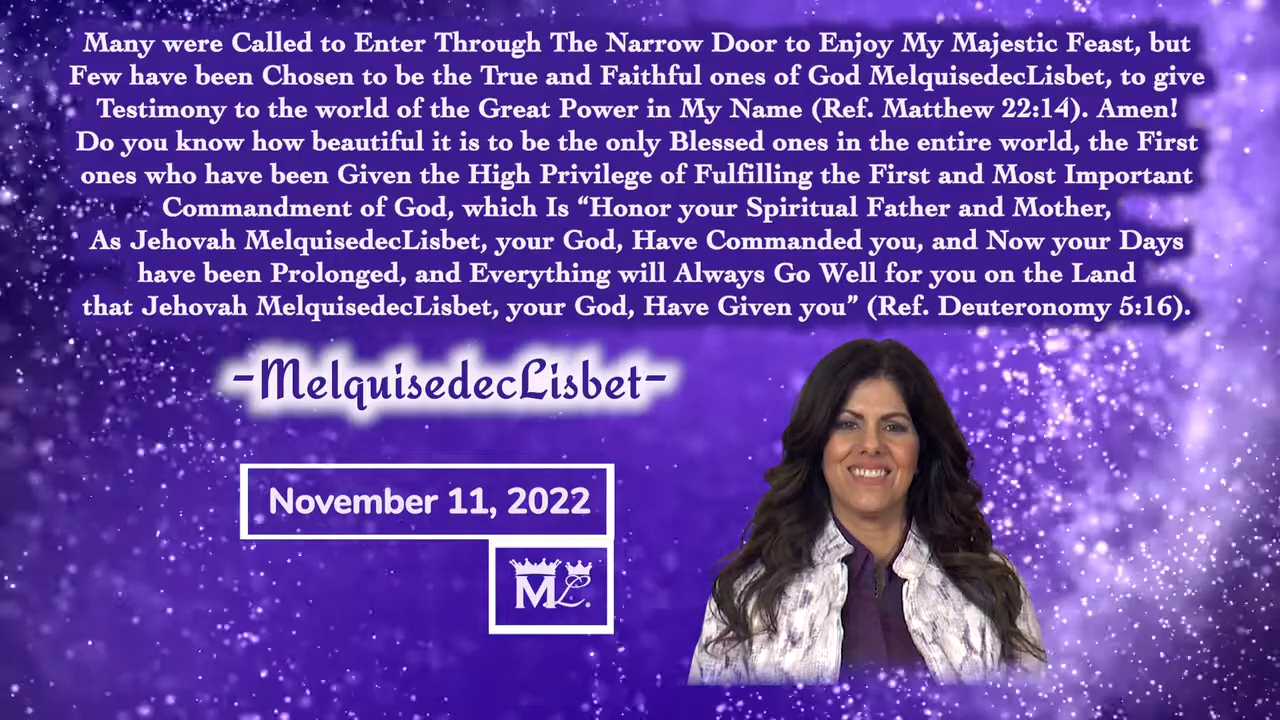 Many were Called to Enter Through The Narrow Door to Enjoy My Majestic Feast, but
Few have been Chosen to be the True and Faithful ones of God MelquisedecLisbet, to give
Testimony to the world of the Great Power in My Name (Ref. Matthew 22:14). Amen!
Do you know how beautiful it is to be the only Blessed ones in the entire world, the First
ones who have been Given the High Privilege of Fulfilling the First and Most Important
Commandment of God, which Is “Honor your Spiritual Father and Mother,
As Jehovah MelquisedecLisbet, your God, Have Commanded you, and Now your Days
have been Prolonged, and Everything will Always Go Well for you on the Land
that Jehovah MelquisedecLisbet, your God, Have Given you” (Ref. Deuteronomy 5:16).
-MelquisedecLisbet-
November 11, 2022
ML.